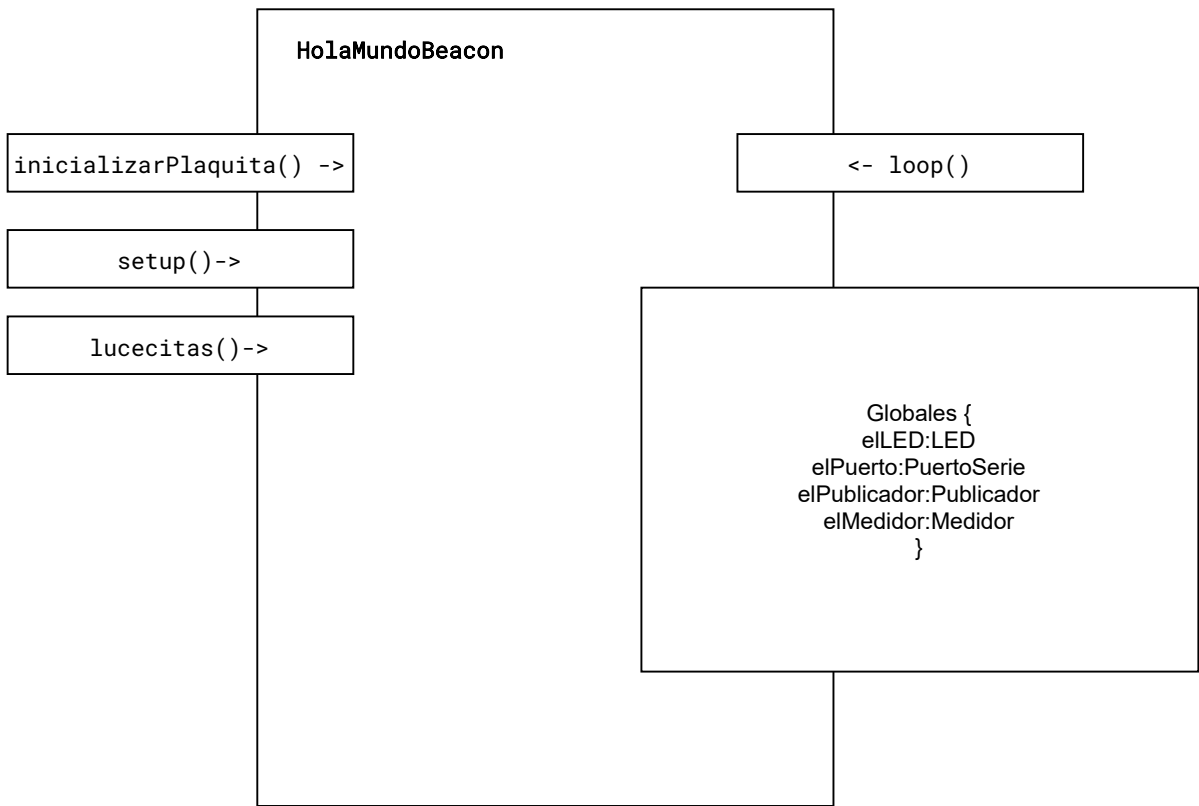 HolaMundoBeacon
inicializarPlaquita() ->
<- loop()
setup()->
lucecitas()->
Globales {
elLED:LED
elPuerto:PuertoSerie
elPublicador:Publicador
elMedidor:Medidor
}